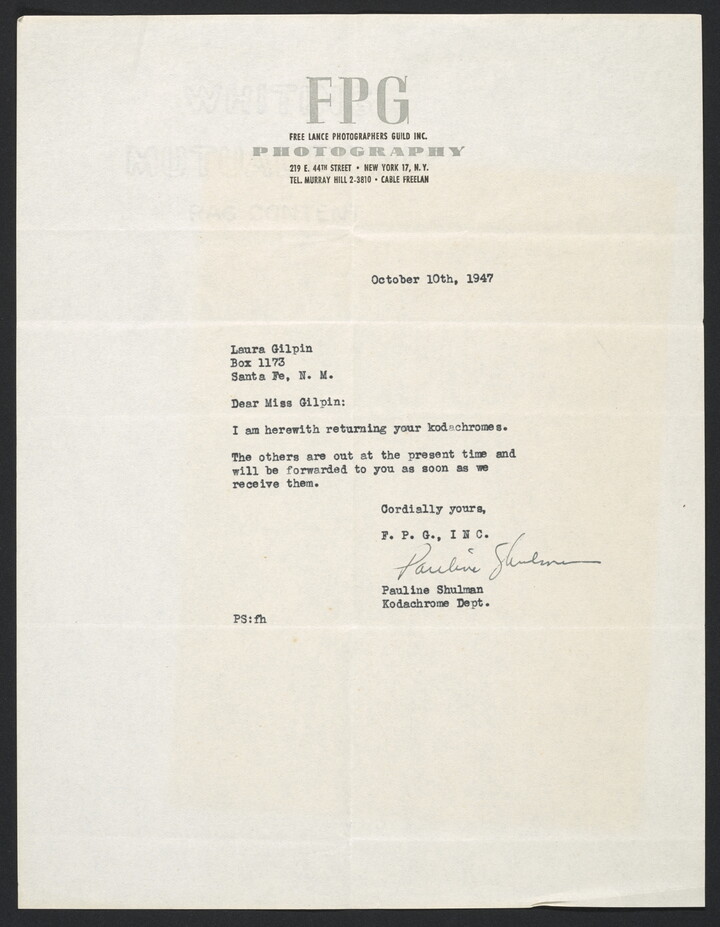 FPG
FREE LANCE PHOTOGRAPHERS GUILD INC.
PHOTOGRAPHY
219 E. 44TH STREET • NEW YORK 17, N. Y.
TEL. MURRAY HILL 2-3810 • CABLE FREELAN
October 10th, 1947
Laura Gilpin
Box 1173
Santa Fe, N. M.
Dear Miss Gilpin:
I am herewith returning your kodachromes.
The others are out at the present time and
will be forwarded to you as soon as we
receive them.
Cordially yours,
F. P. G., I N C.
Pauline Shulman
Pauline Shulman
Kodachrome Dept.
PS:fh